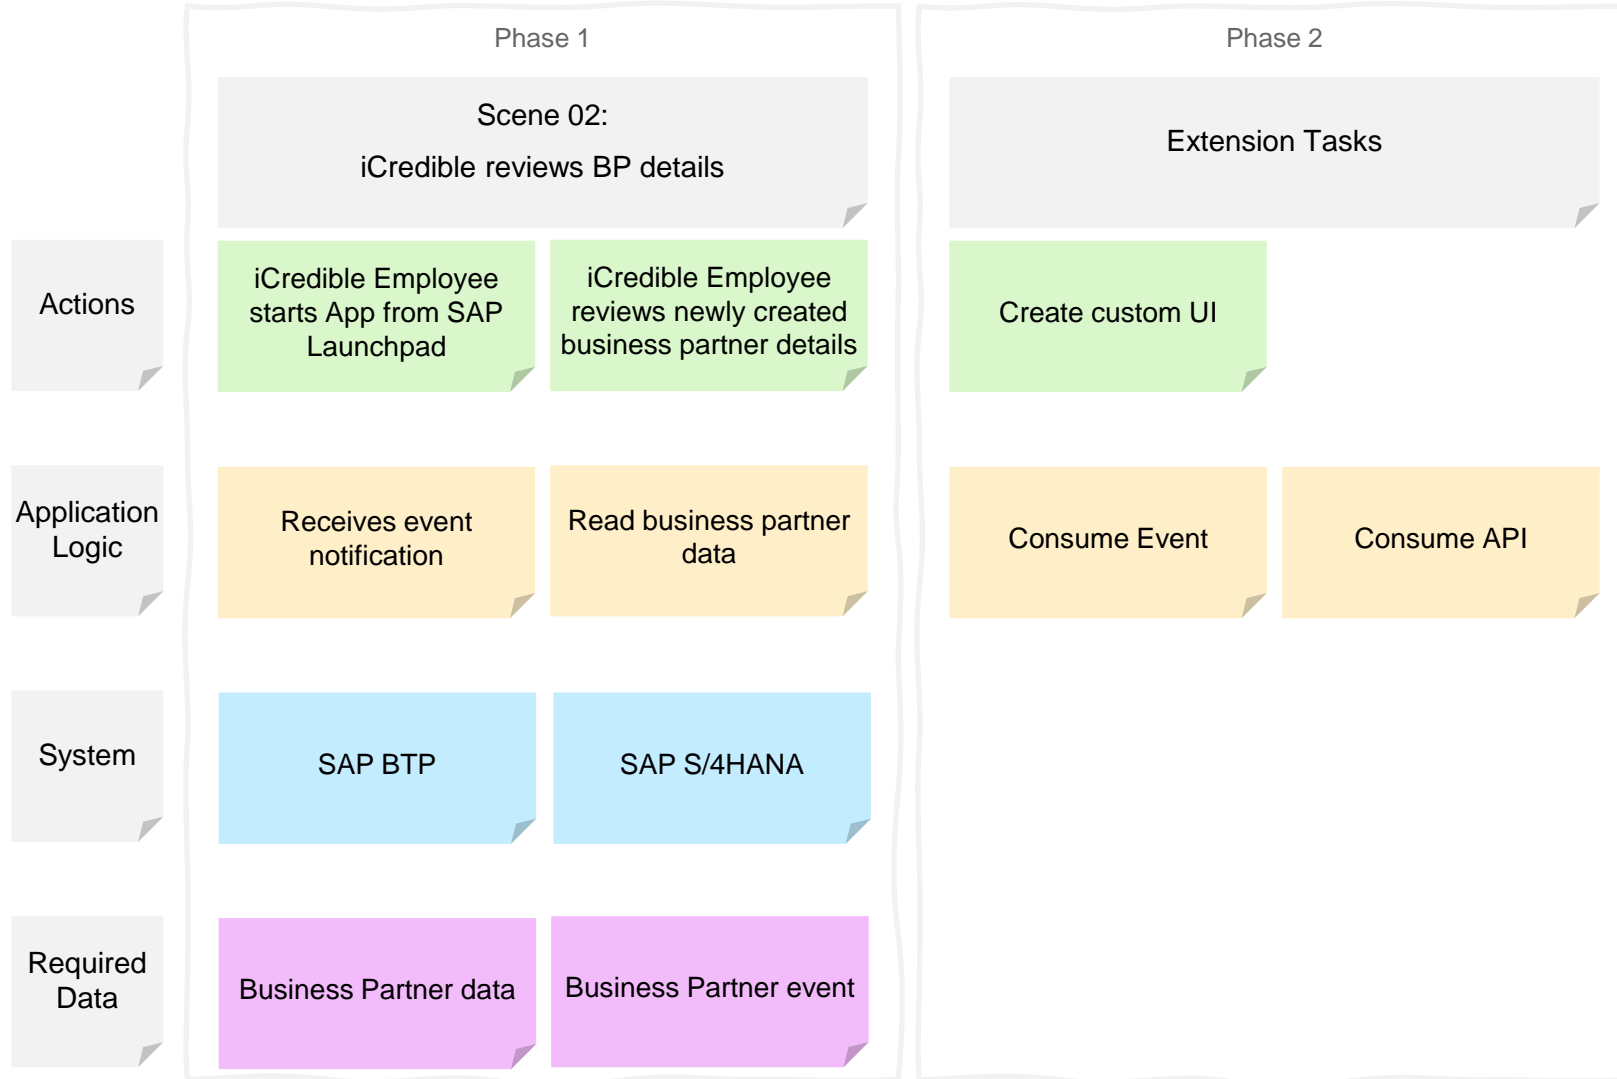 Phase 1
Phase 2
Scene 02:
iCredible reviews BP details
Extension Tasks
Actions
iCredible Employee
starts App from SAP
Launchpad
iCredible Employee
reviews newly created
business partner details
Create custom UI
Application
Logic
Receives event
notification
Read business partner
data
Consume Event
Consume API
System
SAP BTP
SAP S/4HANA
Required
Data
Business Partner data
Business Partner event